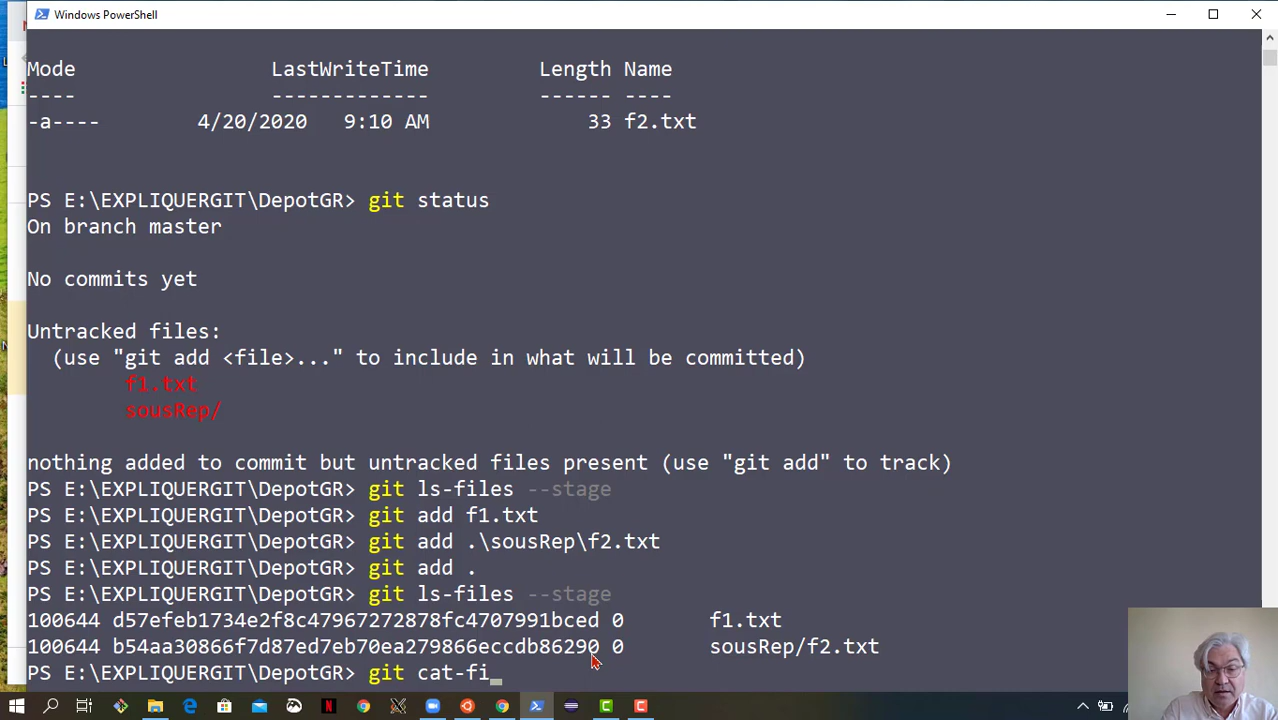 Windows PowerShell
Mode LastWriteTime Length Name
---- ------------- ------ ----
-a---- 4/20/2020 9:10 AM 33 f2.txt
PS E:\EXPLIQUERGIT\DepotGR> git status
On branch master
No commits yet
Untracked files:
(use "git add <file>..." to include in what will be committed)
f1.txt
sousRep/
nothing added to commit but untracked files present (use "git add" to track)
PS E:\EXPLIQUERGIT\DepotGR> git ls-files --stage
PS E:\EXPLIQUERGIT\DepotGR> git add f1.txt
PS E:\EXPLIQUERGIT\DepotGR> git add .\sousRep\f2.txt
PS E:\EXPLIQUERGIT\DepotGR> git add .
PS E:\EXPLIQUERGIT\DepotGR> git ls-files --stage
100644 d57efeb1734e2f8c47967272878fc4707991bced 0 f1.txt
100644 b54aa30866f7d87ed7eb70ea279866eccdb86290 0 sousRep/f2.txt
PS E:\EXPLIQUERGIT\DepotGR> git cat-fi